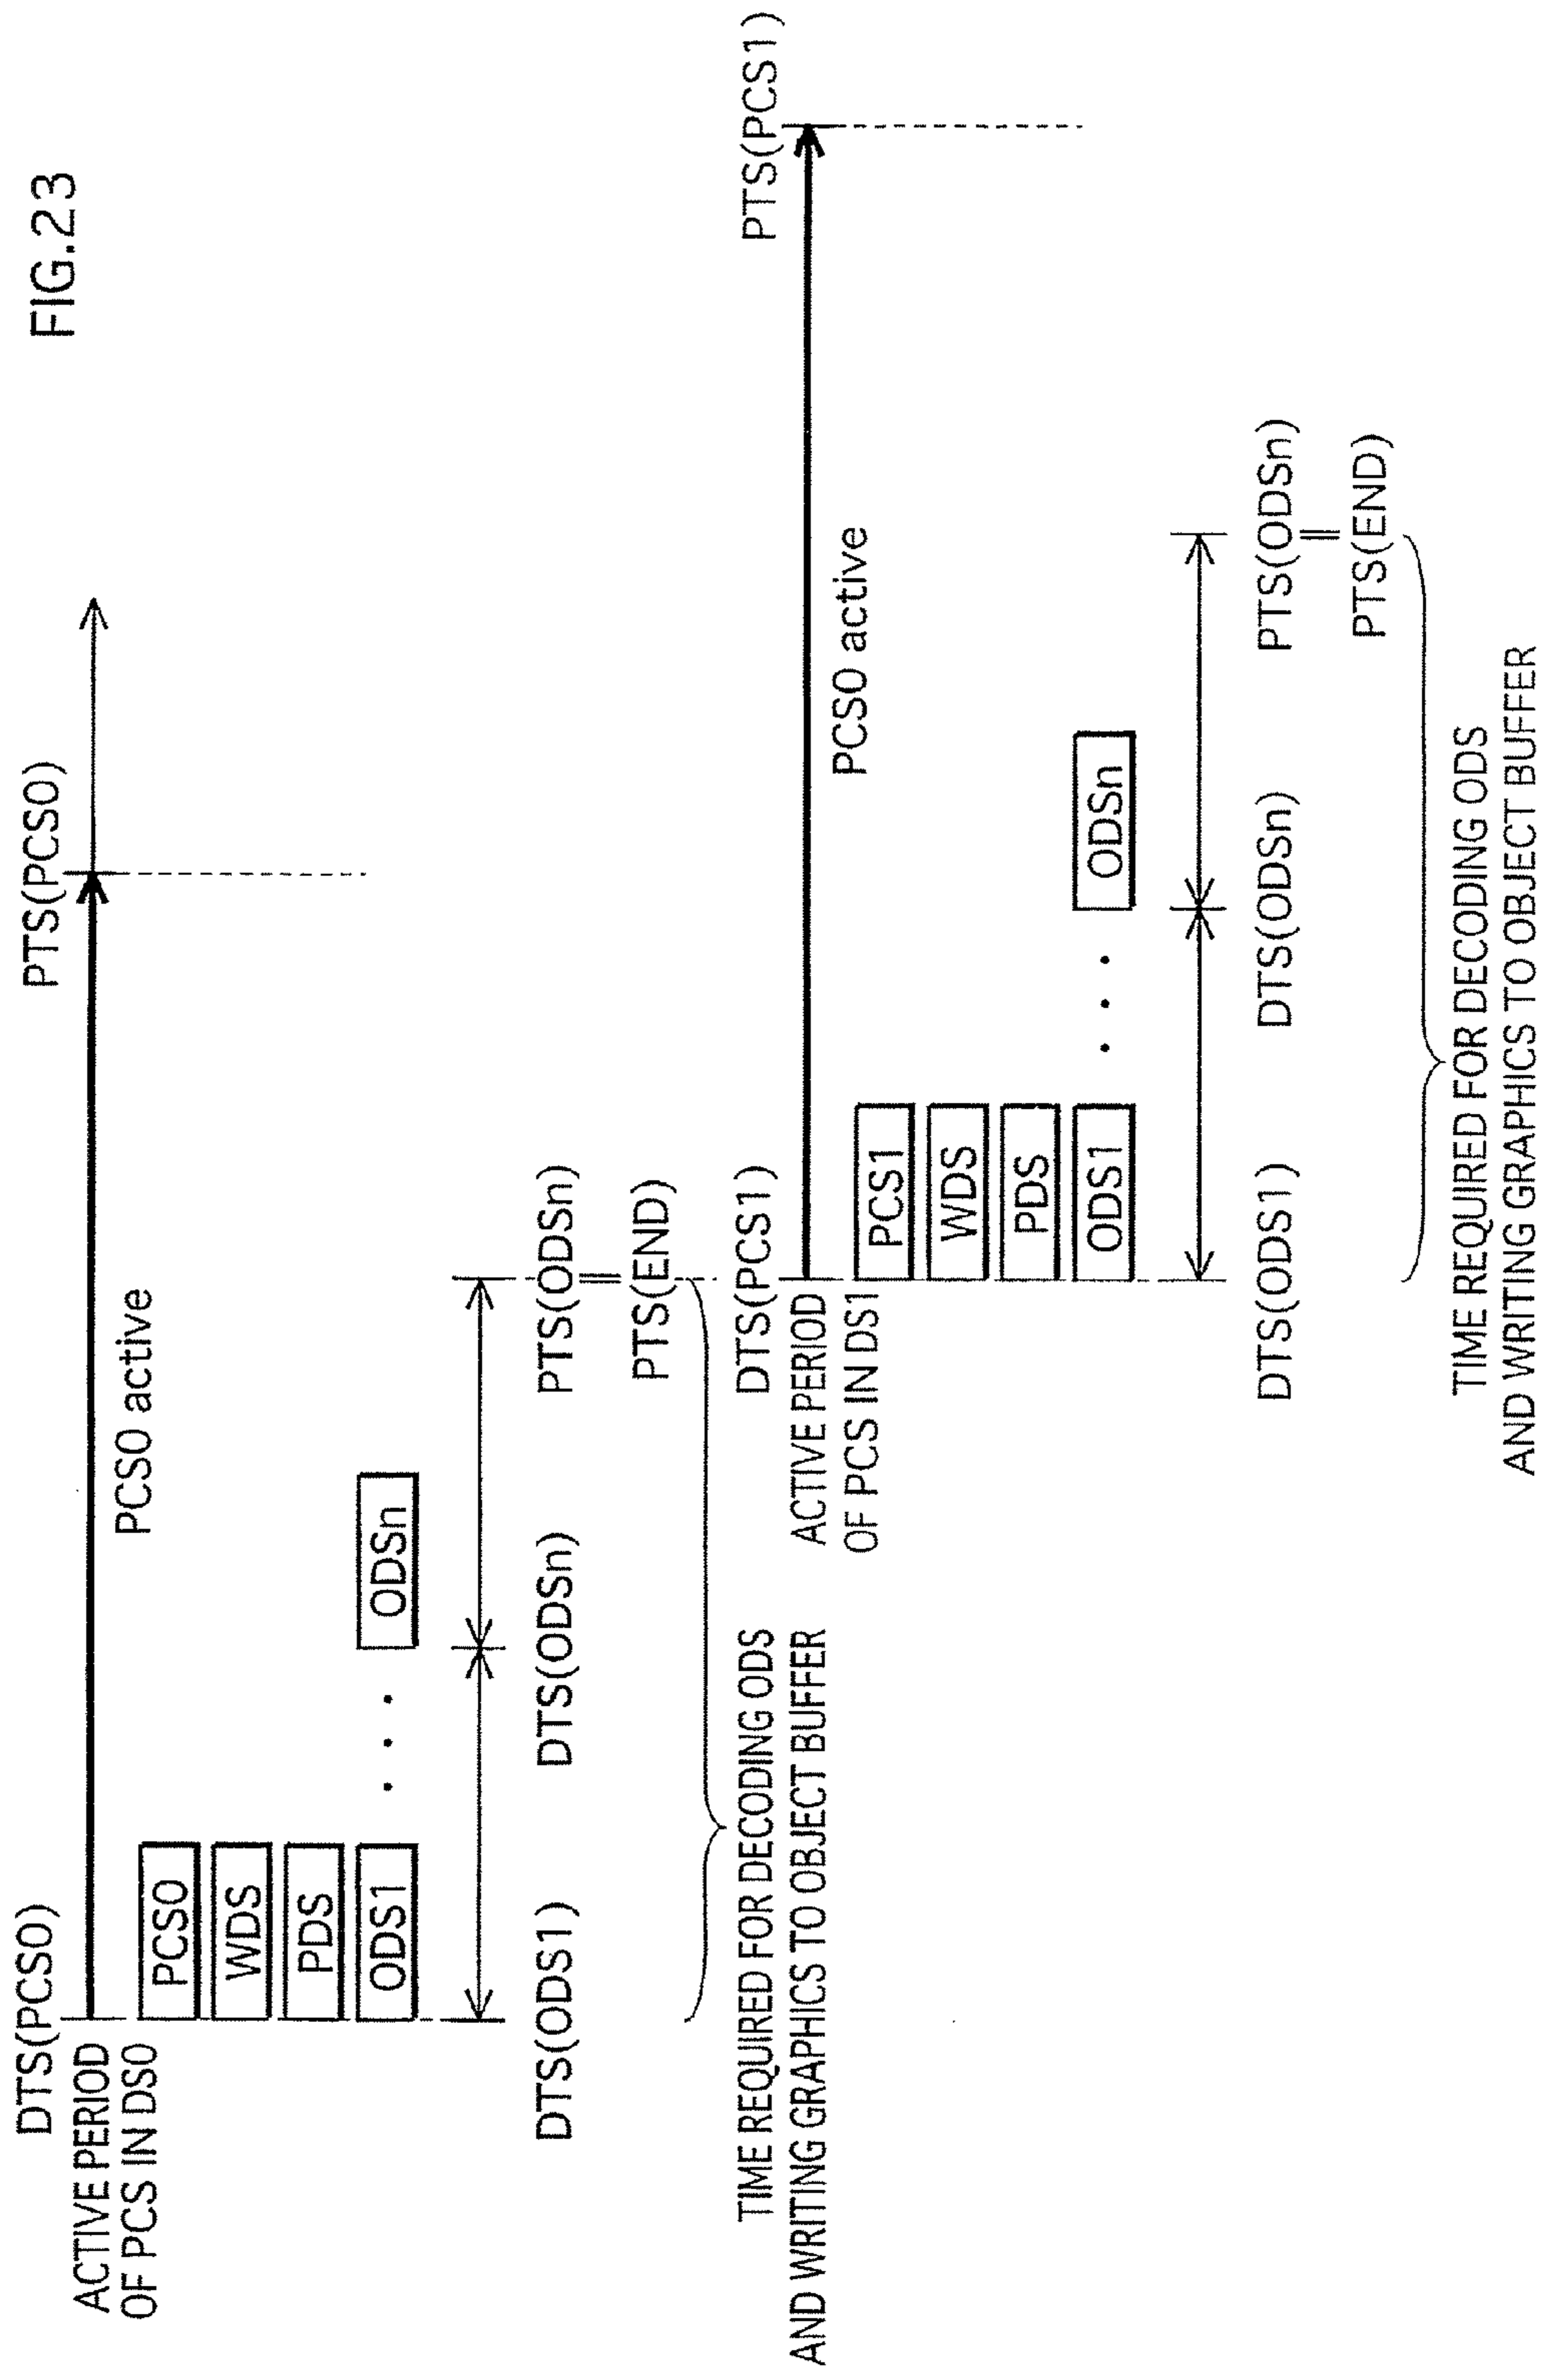 FIG.23
DTS(PCS0)
PTS(PCS0)
ACTIVE PERIOD
OF PCS IN DS0
PCS0 active
PCS0
WDS
PDS
ODS1
. . .
ODSn
DTS(ODS1)
DTS(ODSn)
PTS(ODSn)
=
PTS(END)
TIME REQUIRED FOR DECODING ODS
AND WRITING GRAPHICS TO OBJECT BUFFER
DTS(PCS1)
PTS(PCS1)
ACTIVE PERIOD
OF PCS IN DS1
PCS0 active
PCS1
WDS
PDS
ODS1
. . .
ODSn
DTS(ODS1)
DTS(ODSn)
PTS(ODSn)
=
PTS(END)
TIME REQUIRED FOR DECODING ODS
AND WRITING GRAPHICS TO OBJECT BUFFER